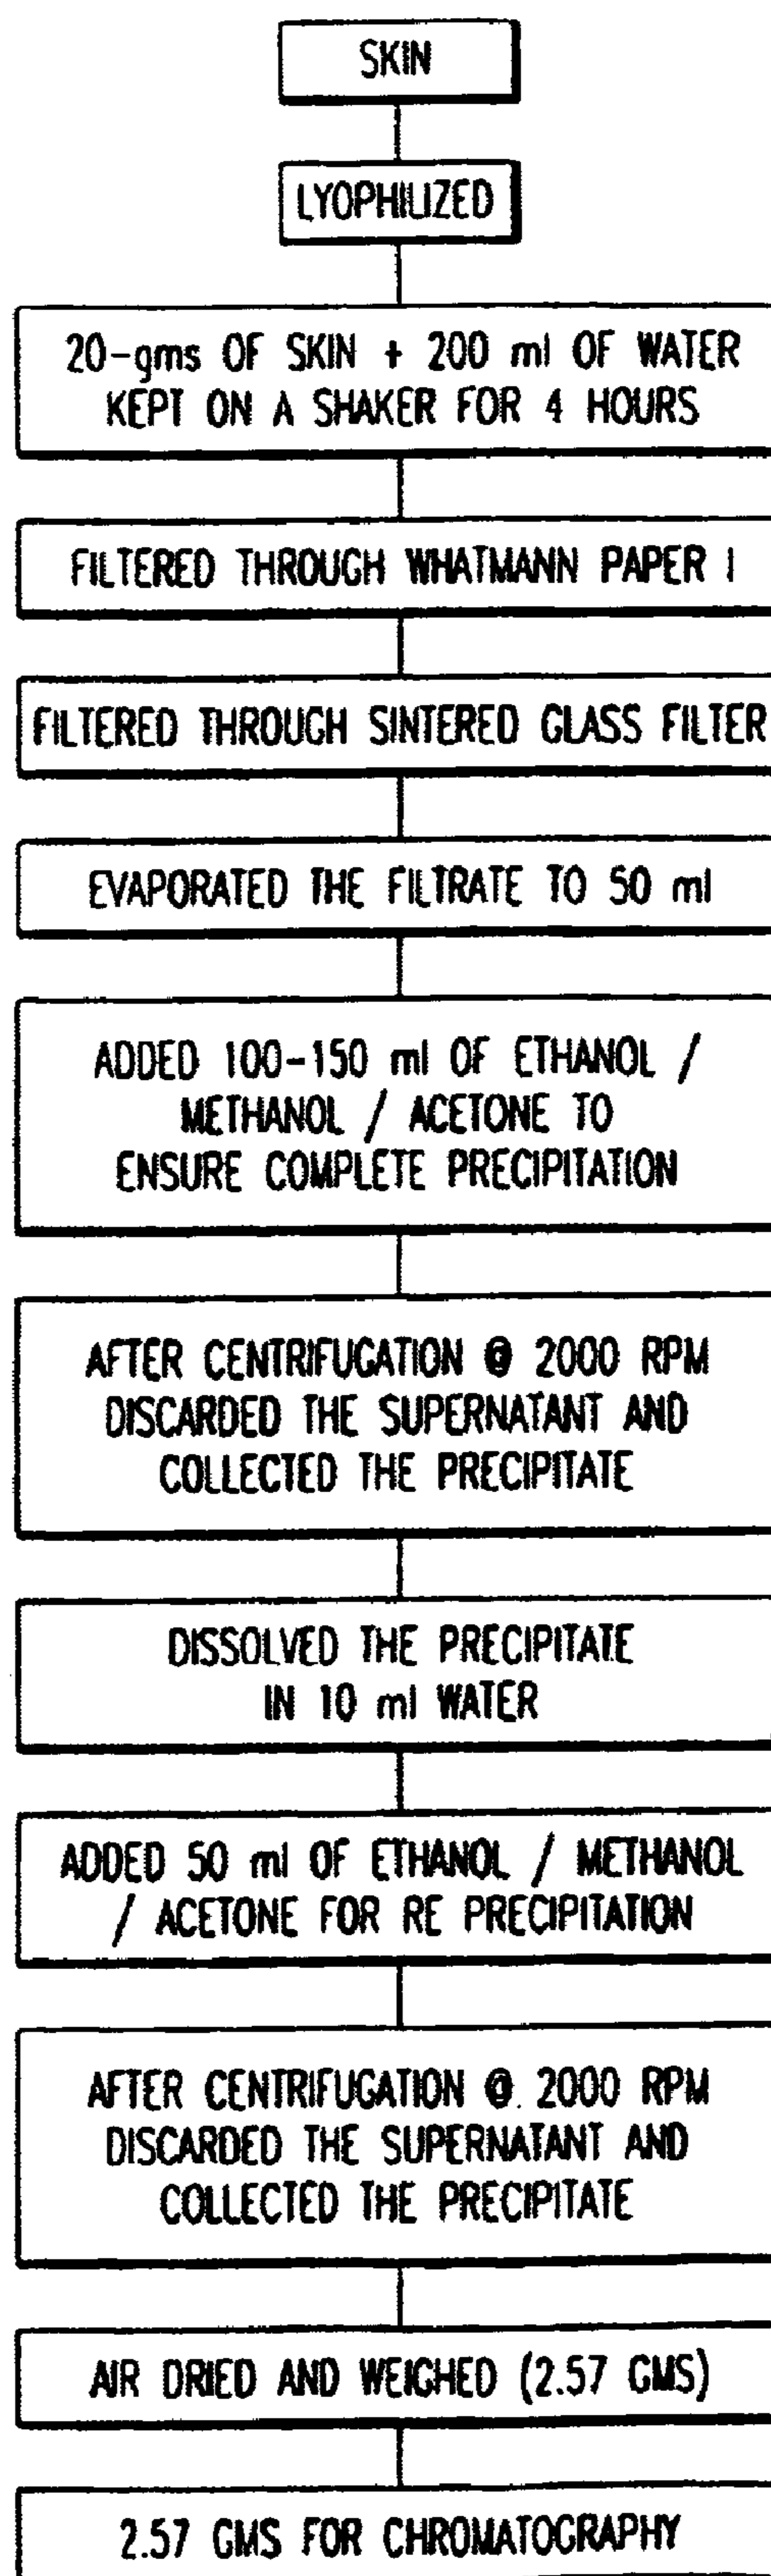 SKIN
LYOPHILIZED
20-gms OF SKIN + 200 ml OF WATER
KEPT ON A SHAKER FOR 4 HOURS
FILTERED THROUGH WHATMANN PAPER I
FILTERED THROUGH SINTERED GLASS FILTER
EVAPORATED THE FILTRATE TO 50 ml
ADDED 100-150 ml OF ETHANOL /
METHANOL / ACETONE TO
ENSURE COMPLETE PRECIPITATION
AFTER CENTRIFUGATION @ 2000 RPM
DISCARDED THE SUPERNATANT AND
COLLECTED THE PRECIPITATE
DISSOLVED THE PRECIPITATE
IN 10 ml WATER
ADDED 50 ml OF ETHANOL / METHANOL
/ ACETONE FOR RE PRECIPITATION
AFTER CENTRIFUGATION @. 2000 RPM
DISCARDED THE SUPERNATANT AND
COLLECTED THE PRECIPITATE
AIR DRIED AND WEIGHED (2.57 GMS)
2.57 GMS FOR CHROMATOGRAPHY